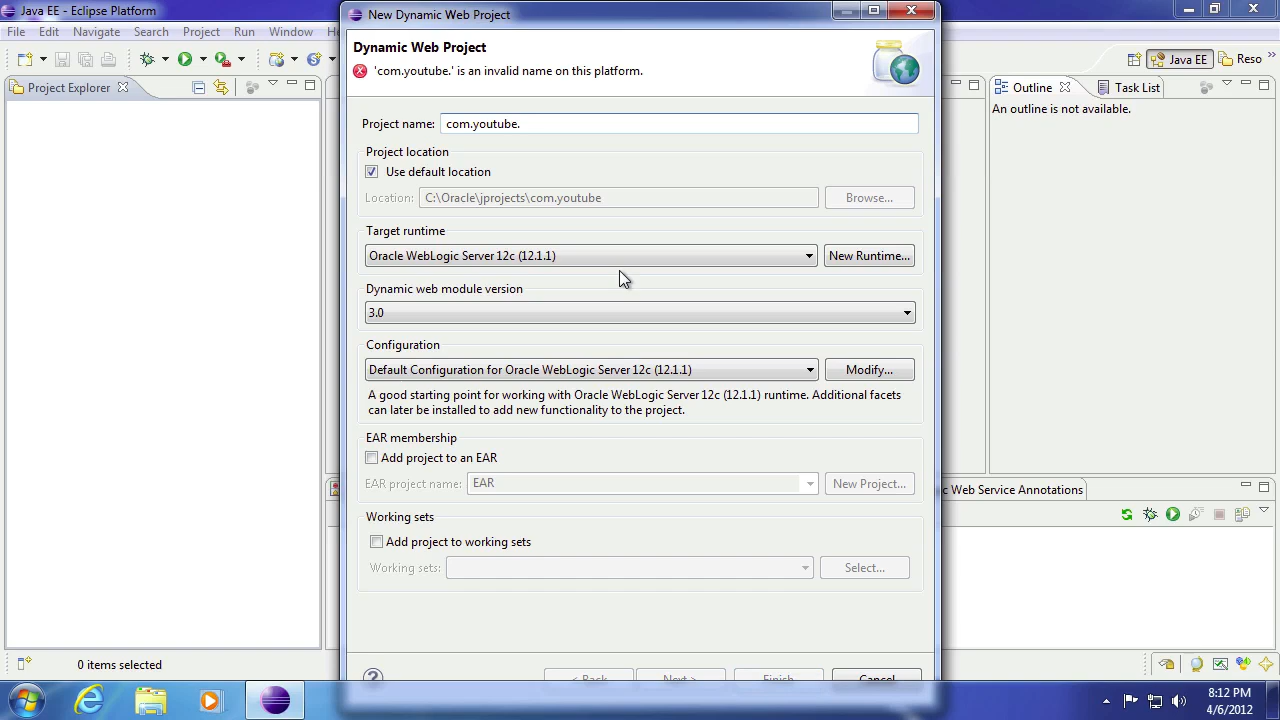 Java EE - Eclipse Platform
File Edit Navigate Search Project Run Window
Project Explorer
0 items selected
New Dynamic Web Project
Dynamic Web Project
'com.youtube.' is an invalid name on this platform.
Project name: com.youtube.
Project location
Use default location
Location: C:\Oracle\jprojects\com.youtube Browse...
Target runtime
Oracle WebLogic Server 12c (12.1.1) New Runtime...
Dynamic web module version
3.0
Configuration
Default Configuration for Oracle WebLogic Server 12c (12.1.1) Modify...
A good starting point for working with Oracle WebLogic Server 12c (12.1.1) runtime. Additional facets
can later be installed to add new functionality to the project.
EAR membership
Add project to an EAR
EAR project name: EAR New Project...
Working sets
Add project to working sets
Working sets: Select...
? < Back Next > Finish Cancel
Java EE Reso »
Outline Task List
An outline is not available.
c Web Service Annotations
8:12 PM
4/6/2012